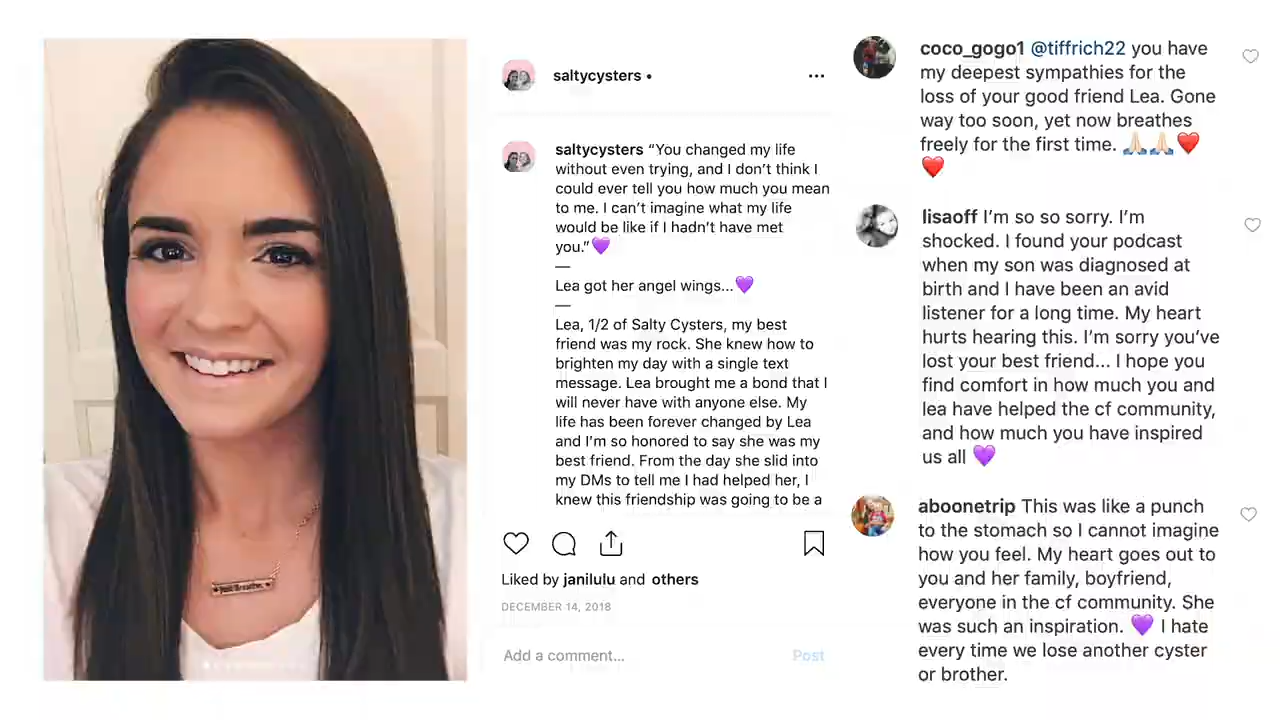 saltycysters •
saltycysters “You changed my life
without even trying, and I don’t think I
could ever tell you how much you mean
to me. I can’t imagine what my life
would be like if I hadn’t have met
you.”💜
—
Lea got her angel wings...💜
—
Lea, 1/2 of Salty Cysters, my best
friend was my rock. She knew how to
brighten my day with a single text
message. Lea brought me a bond that I
will never have with anyone else. My
life has been forever changed by Lea
and I’m so honored to say she was my
best friend. From the day she slid into
my DMs to tell me I had helped her, I
knew this friendship was going to be a
Liked by janilulu and others
DECEMBER 14, 2018
Add a comment...
Post
coco_gogo1 @tiffrich22 you have
my deepest sympathies for the
loss of your good friend Lea. Gone
way too soon, yet now breathes
freely for the first time. 🙏🏻🙏🏻❤️
❤️
lisaoff I’m so so sorry. I’m
shocked. I found your podcast
when my son was diagnosed at
birth and I have been an avid
listener for a long time. My heart
hurts hearing this. I’m sorry you’ve
lost your best friend... I hope you
find comfort in how much you and
lea have helped the cf community,
and how much you have inspired
us all 💜
aboonetrip This was like a punch
to the stomach so I cannot imagine
how you feel. My heart goes out to
you and her family, boyfriend,
everyone in the cf community. She
was such an inspiration. 💜 I hate
every time we lose another cyster
or brother.